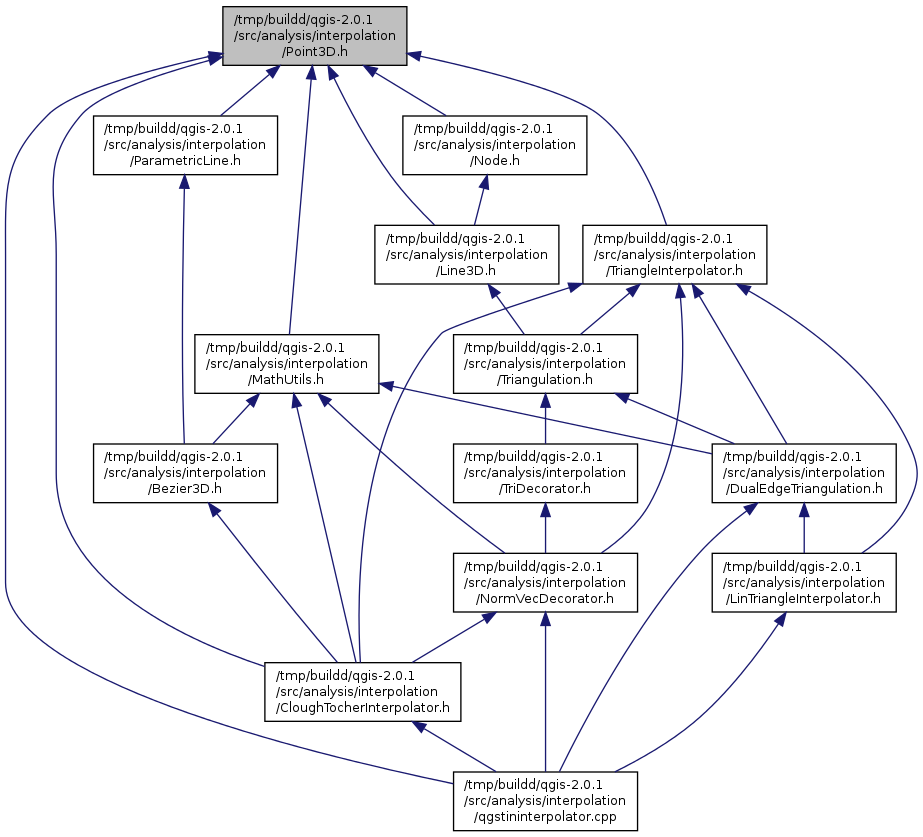 /tmp/buildd/qgis-2.0.1
/src/analysis/interpolation
/Point3D.h
/tmp/buildd/qgis-2.0.1
/src/analysis/interpolation
/ParametricLine.h
/tmp/buildd/qgis-2.0.1
/src/analysis/interpolation
/Node.h
/tmp/buildd/qgis-2.0.1
/src/analysis/interpolation
/Line3D.h
/tmp/buildd/qgis-2.0.1
/src/analysis/interpolation
/TriangleInterpolator.h
/tmp/buildd/qgis-2.0.1
/src/analysis/interpolation
/MathUtils.h
/tmp/buildd/qgis-2.0.1
/src/analysis/interpolation
/Triangulation.h
/tmp/buildd/qgis-2.0.1
/src/analysis/interpolation
/Bezier3D.h
/tmp/buildd/qgis-2.0.1
/src/analysis/interpolation
/TriDecorator.h
/tmp/buildd/qgis-2.0.1
/src/analysis/interpolation
/DualEdgeTriangulation.h
/tmp/buildd/qgis-2.0.1
/src/analysis/interpolation
/NormVecDecorator.h
/tmp/buildd/qgis-2.0.1
/src/analysis/interpolation
/LinTriangleInterpolator.h
/tmp/buildd/qgis-2.0.1
/src/analysis/interpolation
/CloughTocherInterpolator.h
/tmp/buildd/qgis-2.0.1
/src/analysis/interpolation
/qgstininterpolator.cpp